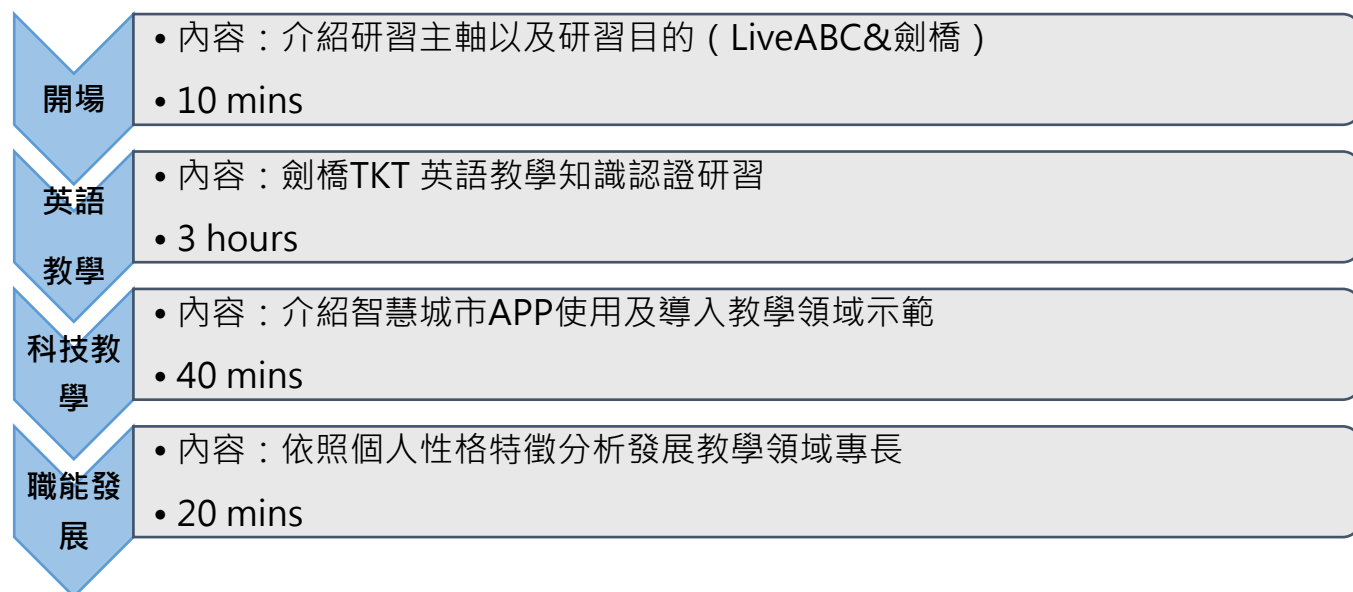 開場
• 內容：介紹研習主軸以及研習目的（LiveABC&劍橋）
• 10 mins
英語
教學
• 內容：劍橋TKT 英語教學知識認證研習
• 3 hours
科技教
學
• 內容：介紹智慧城市APP使用及導入教學領域示範
• 40 mins
職能發
展
• 內容：依照個人性格特徵分析發展教學領域專長
• 20 mins